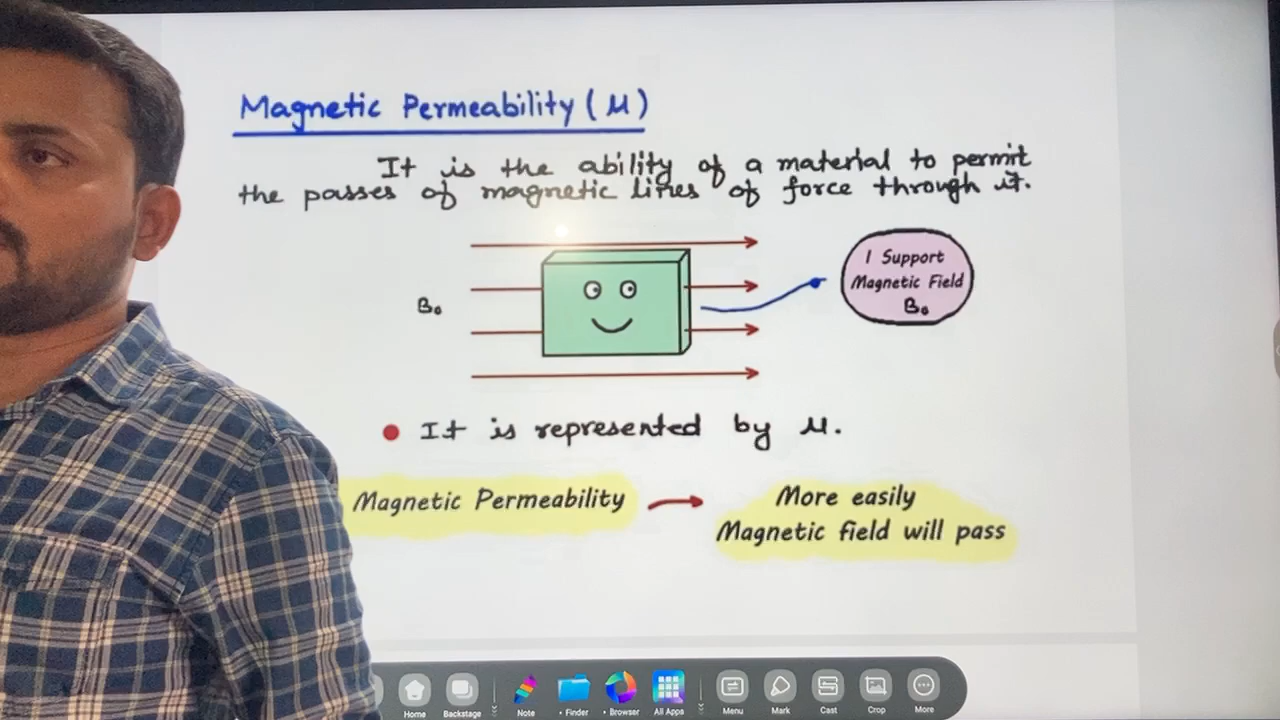 Magnetic Permeability (μ)
It is the ability of a material to permit
the passes of magnetic lines of force through it.
B₀
I Support
Magnetic Field
B₀
It is represented by μ.
Magnetic Permeability → More easily
Magnetic field will pass
Home Backstage Note • Finder • Browser All Apps Menu Mark Cast Crop More